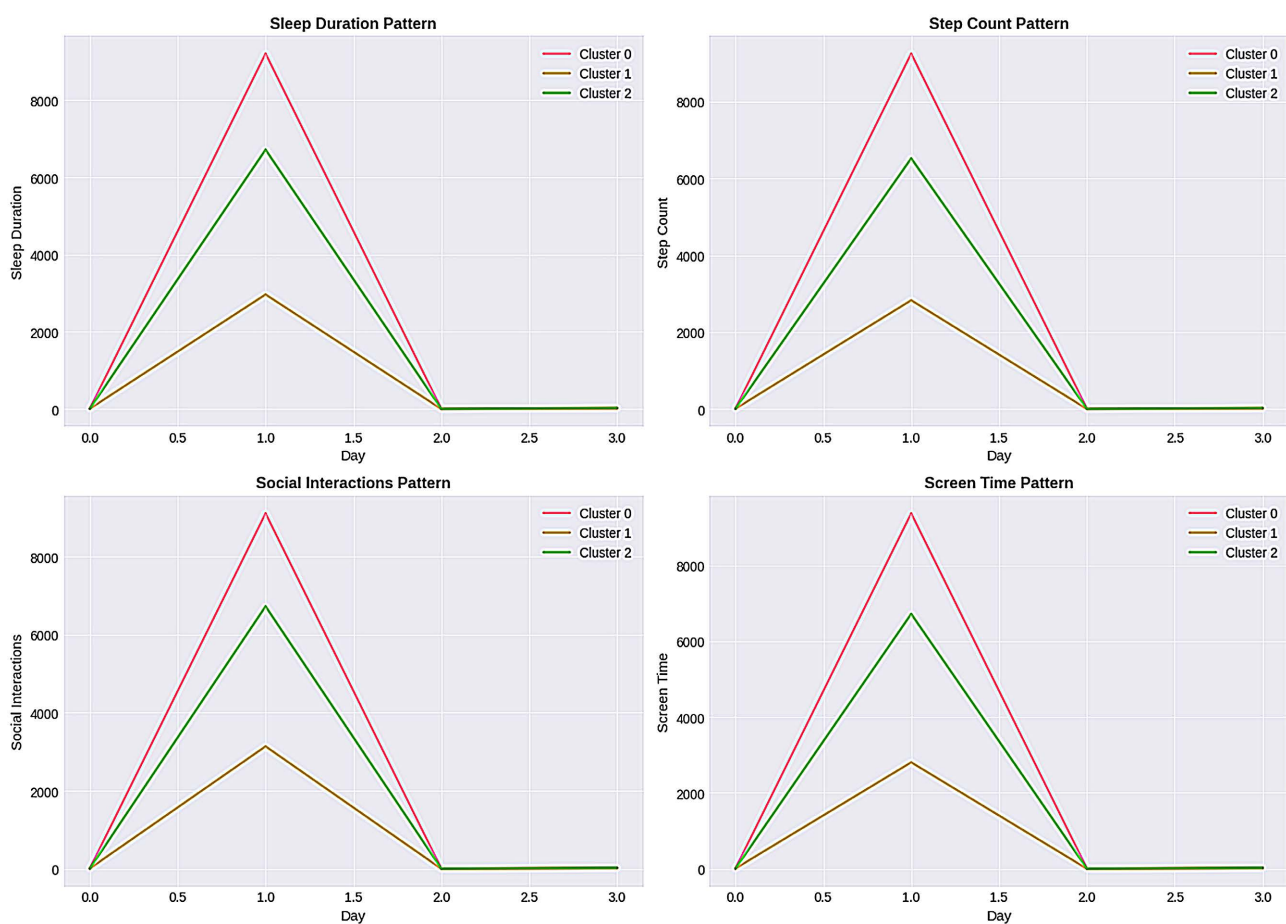 Sleep Duration Pattern
Cluster 0
Cluster 1
Cluster 2
Sleep Duration
8000
6000
4000
2000
0
0.0 0.5 1.0 1.5 2.0 2.5 3.0
Day
Step Count Pattern
Cluster 0
Cluster 1
Cluster 2
Step Count
8000
6000
4000
2000
0
0.0 0.5 1.0 1.5 2.0 2.5 3.0
Day
Social Interactions Pattern
Cluster 0
Cluster 1
Cluster 2
Social Interactions
8000
6000
4000
2000
0
0.0 0.5 1.0 1.5 2.0 2.5 3.0
Day
Screen Time Pattern
Cluster 0
Cluster 1
Cluster 2
Screen Time
8000
6000
4000
2000
0
0.0 0.5 1.0 1.5 2.0 2.5 3.0
Day